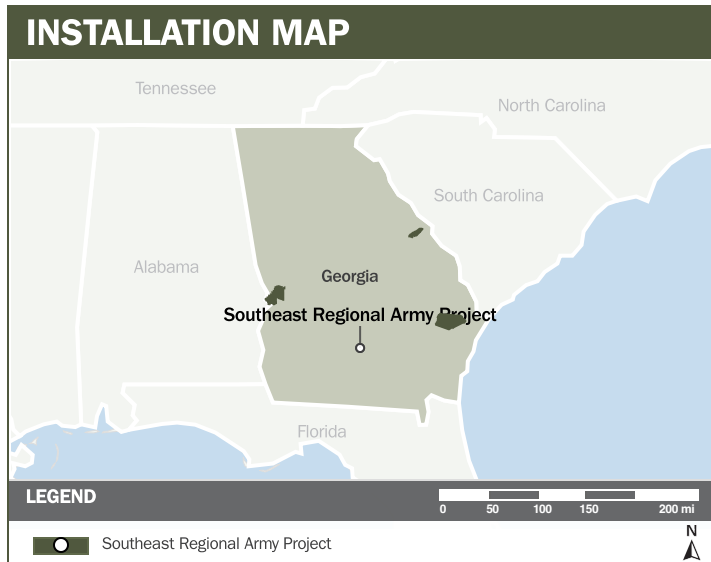 INSTALLATION MAP
Tennessee
North Carolina
South Carolina
Alabama
Georgia
Southeast Regional Army Project
Florida
LEGEND
0 50 100 150 200 mi
N
Southeast Regional Army Project